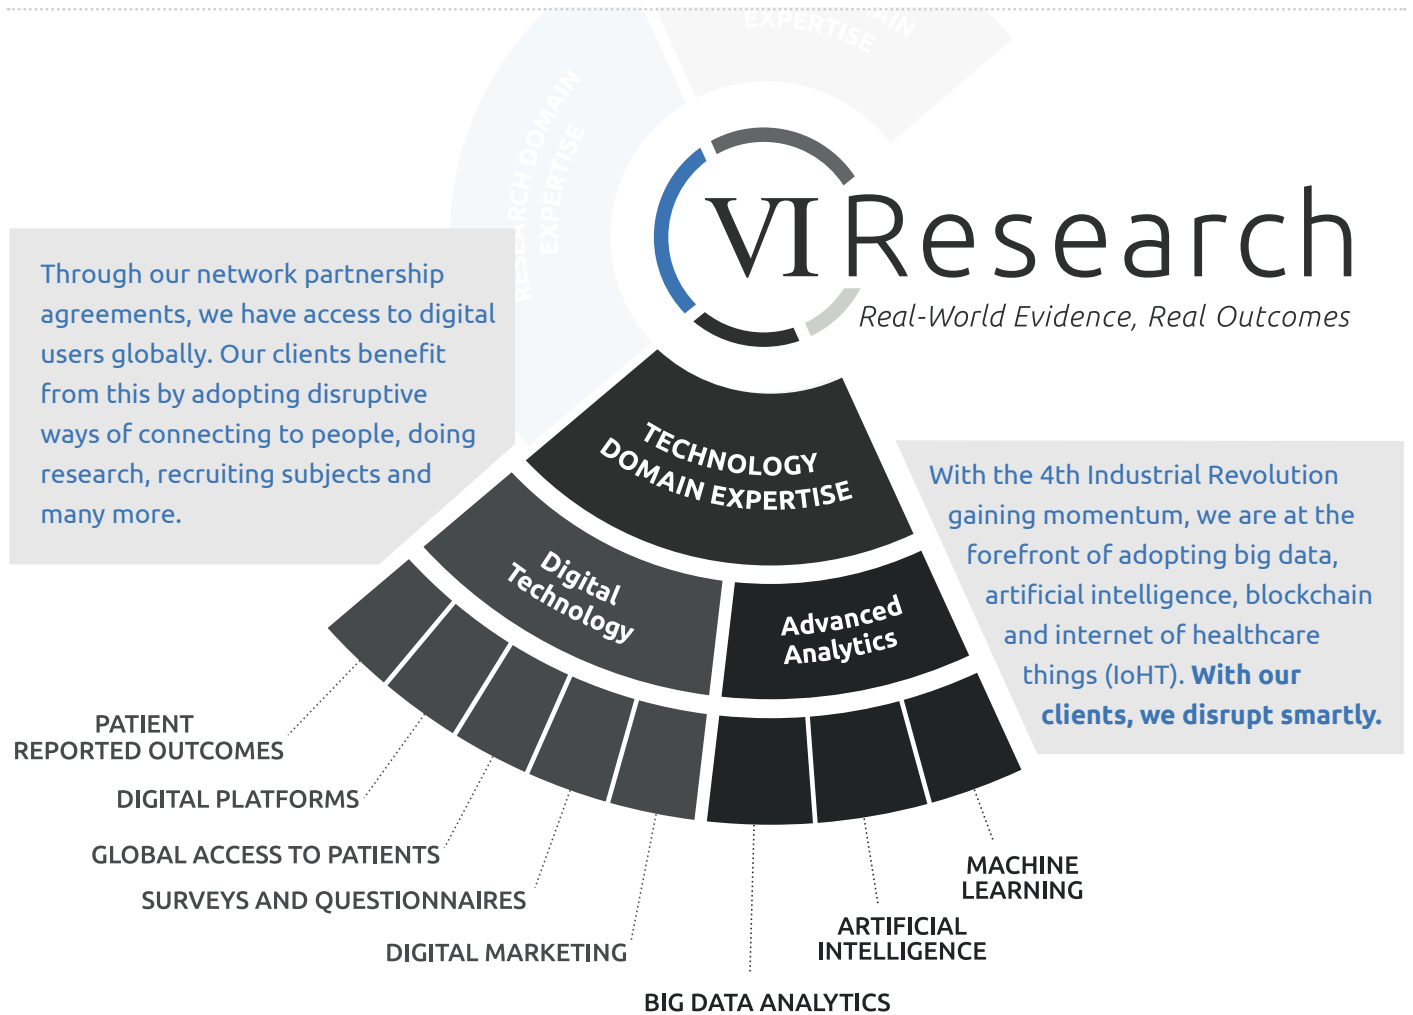 EXPERTISE
RESEARCH DOMAIN
EXPERTISE
VI Research
Real-World Evidence, Real Outcomes
Through our network partnership
agreements, we have access to digital
users globally. Our clients benefit
from this by adopting disruptive
ways of connecting to people, doing
research, recruiting subjects and
many more.
TECHNOLOGY
DOMAIN EXPERTISE
With the 4th Industrial Revolution
gaining momentum, we are at the
forefront of adopting big data,
artificial intelligence, blockchain
and internet of healthcare
things (IoHT). With our
clients, we disrupt smartly.
Digital
Technology
Advanced
Analytics
PATIENT
REPORTED OUTCOMES
DIGITAL PLATFORMS
GLOBAL ACCESS TO PATIENTS
SURVEYS AND QUESTIONNAIRES
DIGITAL MARKETING
MACHINE
LEARNING
ARTIFICIAL
INTELLIGENCE
BIG DATA ANALYTICS